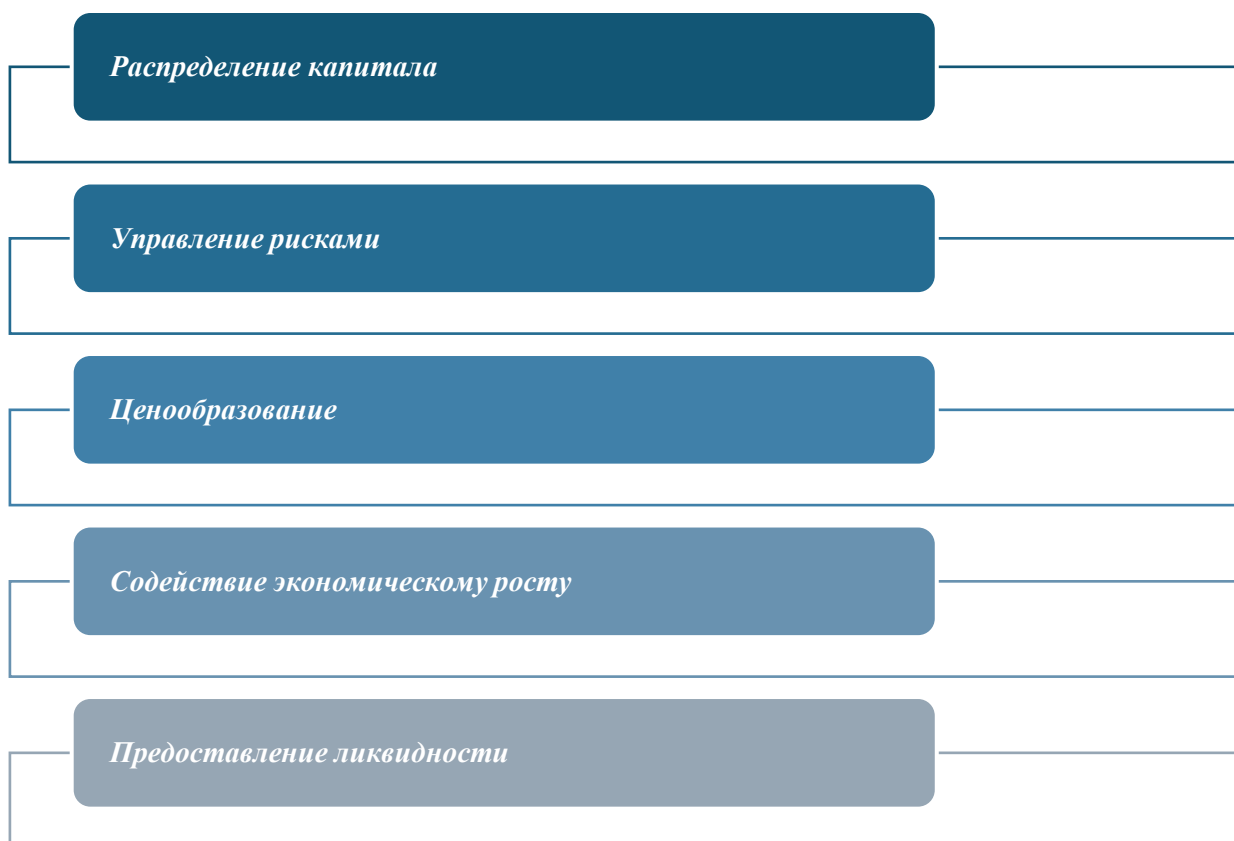 Распределение капитала
Управление рисками
Ценообразование
Содействие экономическому росту
Предоставление ликвидности